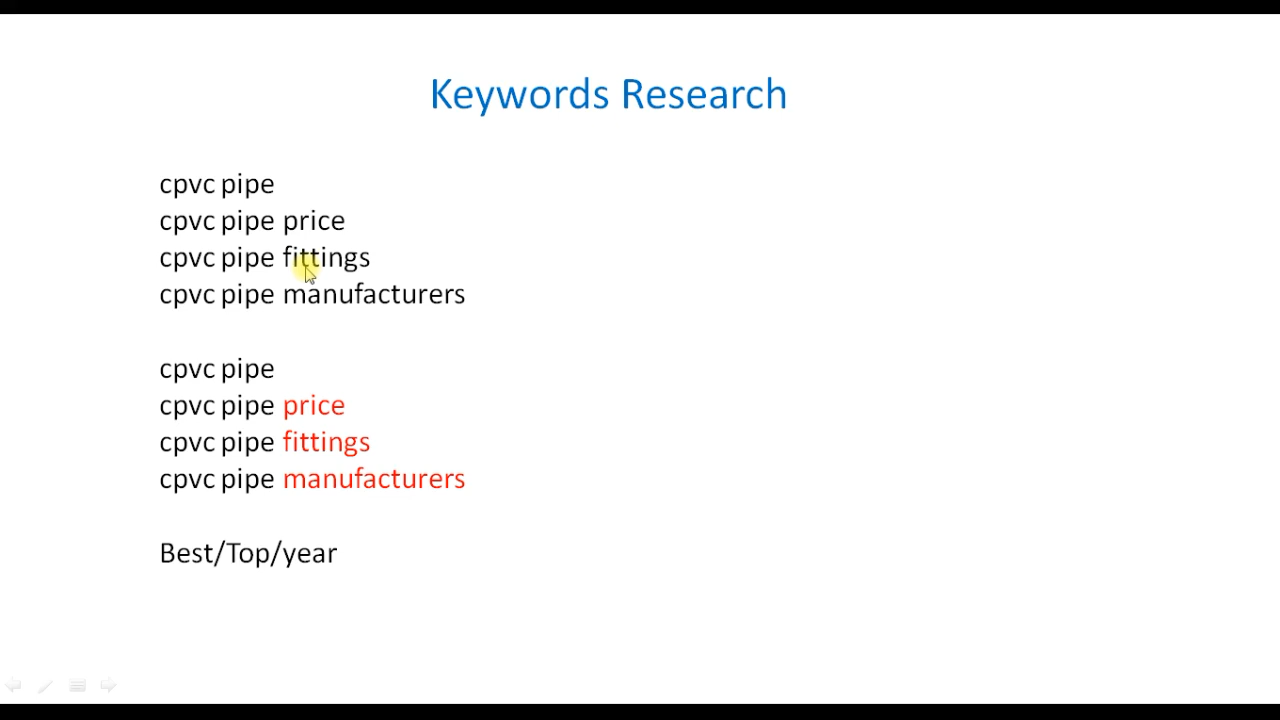 Keywords Research
cpvc pipe
cpvc pipe price
cpvc pipe fittings
cpvc pipe manufacturers
cpvc pipe
cpvc pipe price
cpvc pipe fittings
cpvc pipe manufacturers
Best/Top/year